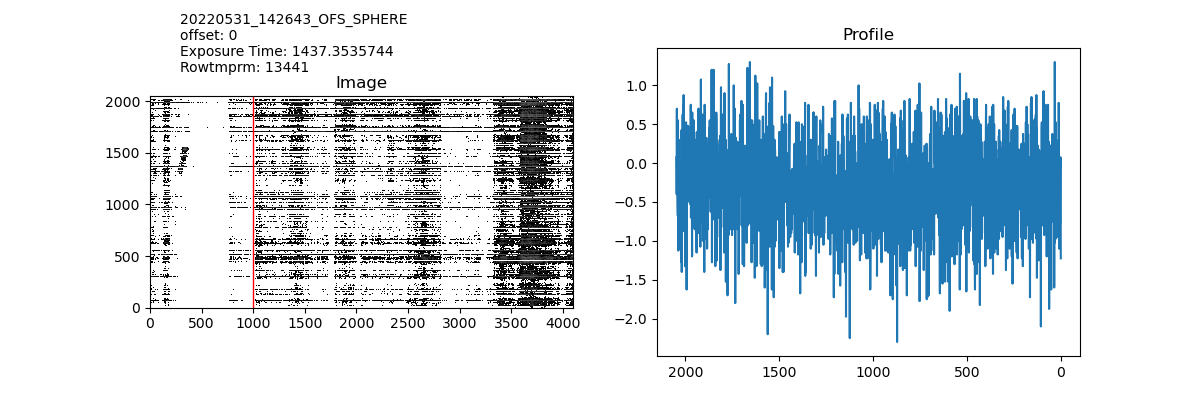 20220531_142643_OFS_SPHERE
offset: 0
Exposure Time: 1437.3535744
Rowtmprm: 13441
Image
2000
1500
1000
500
0
0 500 1000 1500 2000 2500 3000 3500 4000
Profile
1.0
0.5
0.0
−0.5
−1.0
−1.5
−2.0
2000 1500 1000 500 0